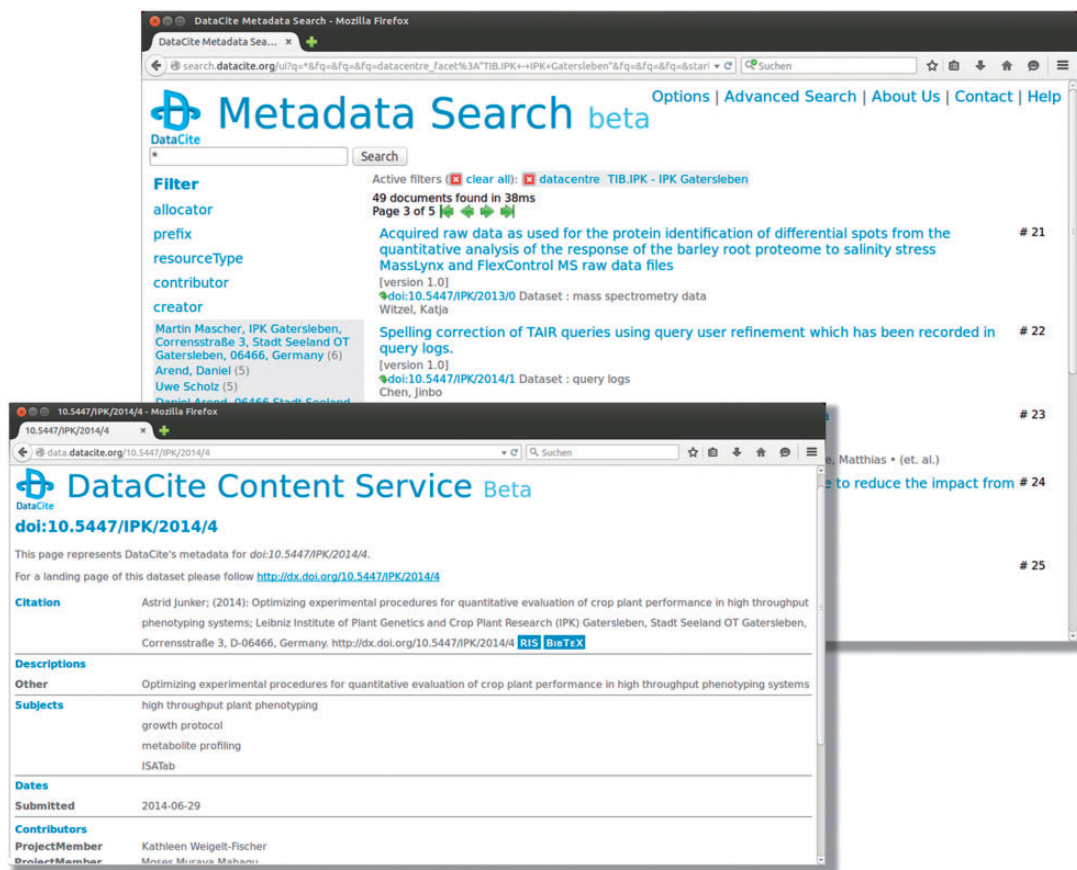 DataCite Metadata Search - Mozilla Firefox
DataCite Metadata Sea...
search.datacite.org/ui?q=*&fq=&fq=&fq=datacentre_facet%3A"TIB.IPK+-+IPK+Gatersleben"&fq=&fq=&fq=&start
Suchen
Options | Advanced Search | About Us | Contact | Help
Metadata Search beta
DataCite
*
Search
Filter
allocator
prefix
resourceType
contributor
creator
Martin Mascher, IPK Gatersleben,
Corrensstraße 3, Stadt Seeland OT
Gatersleben, 06466, Germany (6)
Arend, Daniel (5)
Uwe Scholz (5)
Daniel Arend, 06466 Stadt Seeland
Active filters ( clear all): datacentre TIB.IPK - IPK Gatersleben
49 documents found in 38ms
Page 3 of 5
Acquired raw data as used for the protein identification of differential spots from the # 21
quantitative analysis of the response of the barley root proteome to salinity stress
MassLynx and FlexControl MS raw data files
[version 1.0]
doi:10.5447/IPK/2013/0 Dataset : mass spectrometry data
Witzel, Katja
Spelling correction of TAIR queries using query user refinement which has been recorded in # 22
query logs.
[version 1.0]
doi:10.5447/IPK/2014/1 Dataset : query logs
Chen, Jinbo
# 23
e, Matthias • (et. al.)
e to reduce the impact from # 24
# 25
10.5447/IPK/2014/4 - Mozilla Firefox
10.5447/IPK/2014/4
data.datacite.org/10.5447/IPK/2014/4
Suchen
DataCite Content Service Beta
DataCite
doi:10.5447/IPK/2014/4
This page represents DataCite's metadata for doi:10.5447/IPK/2014/4.
For a landing page of this dataset please follow http://dx.doi.org/10.5447/IPK/2014/4
Citation Astrid Junker; (2014): Optimizing experimental procedures for quantitative evaluation of crop plant performance in high throughput
phenotyping systems; Leibniz Institute of Plant Genetics and Crop Plant Research (IPK) Gatersleben, Stadt Seeland OT Gatersleben,
Corrensstraße 3, D-06466, Germany. http://dx.doi.org/10.5447/IPK/2014/4 RIS BibTeX
Descriptions
Other Optimizing experimental procedures for quantitative evaluation of crop plant performance in high throughput phenotyping systems
Subjects high throughput plant phenotyping
growth protocol
metabolite profiling
ISATab
Dates
Submitted 2014-06-29
Contributors
ProjectMember Kathleen Weigelt-Fischer
ProjectMember Moses Muraya Mahagu